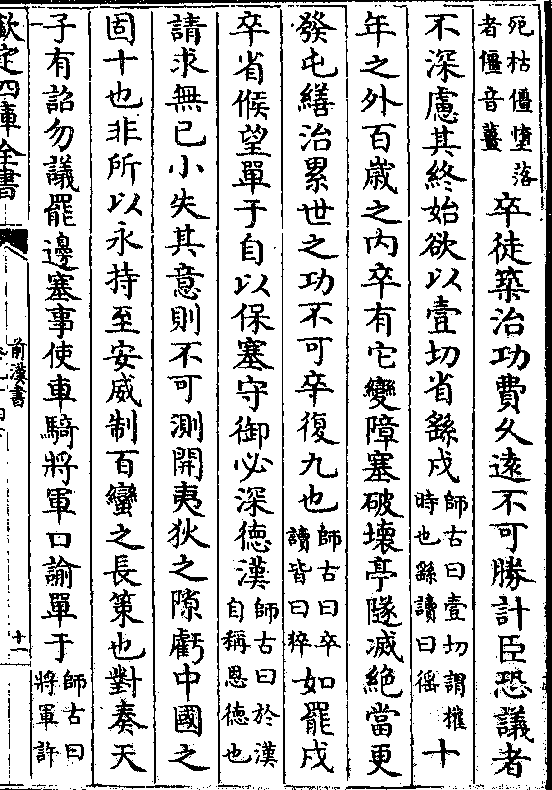 死枯僵墮落
者僵音薑
卒徒築治功費久遠不可勝計臣恐議者
不深慮其終始欲以壹切省繇戍
師古曰壹切謂權
時也繇讀曰徭
十
年之外百歲之內卒有它變障塞破壞亭隧滅絶當更
發屯繕治累世之功不可卒復九也
師古曰卒
讀皆曰猝
如罷戍
卒省候望單于自以保塞守御必深德漢
師古曰於漢
自稱恩德也
請求無已小失其意則不可測開夷狄之隙虧中國之
固十也非所以永持至安威制百蠻之長策也對奏天
子有詔勿議罷邊塞事使車騎將軍口諭單于
師古曰
將軍許
欽定四庫全書
前漢書
十一